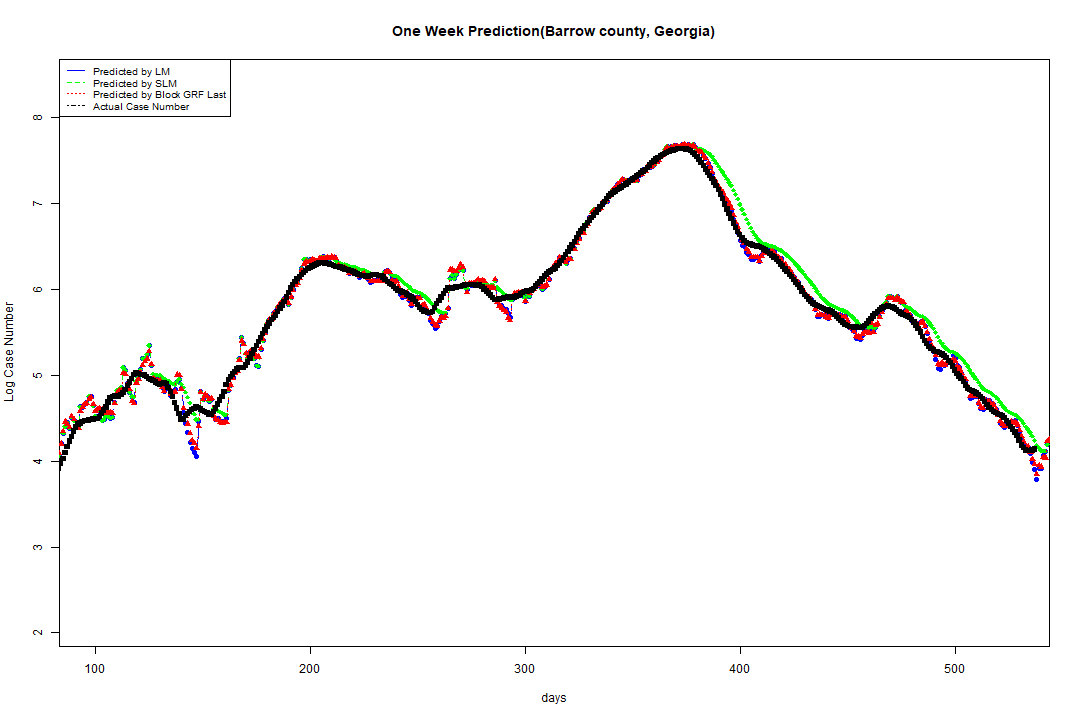 One Week Prediction(Barrow county, Georgia)
Predicted by LM
Predicted by SLM
Predicted by Block GRF Last
Actual Case Number
8
7
6
5
4
3
2
Log Case Number
100 200 300 400 500
days